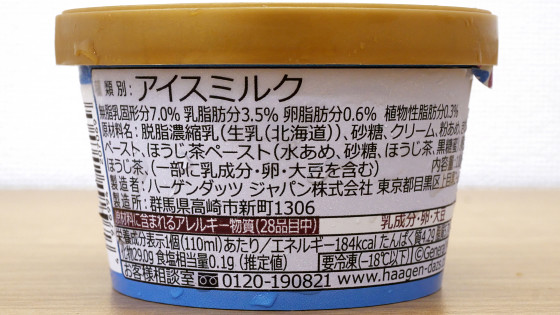 類別:アイスミルク
無脂乳固形分7.0% 乳脂肪分3.5% 卵脂肪分0.6% 植物性脂肪分0.3%
原材料名:脱脂濃縮乳(生乳(北海道))、砂糖、クリーム、粉あめ、
ペースト、ほうじ茶ペースト(水あめ、砂糖、ほうじ茶、黒糖蜜、
ほうじ茶、(一部に乳成分・卵・大豆を含む)
製造者:ハーゲンダッツ ジャパン株式会社 東京都目黒区上目黒
製造所:群馬県高崎市新町1306
原材料に含まれるアレルギー物質(28品目中) 乳成分・卵・大豆
栄養成分表示1個(110ml)あたり/エネルギー184kcal たんぱく質4.2g
物29.0g 食塩相当量0.1g(推定値) 要冷凍(-18℃以下) ©General
お客様相談室 0120-190821 www.haagen-dazs